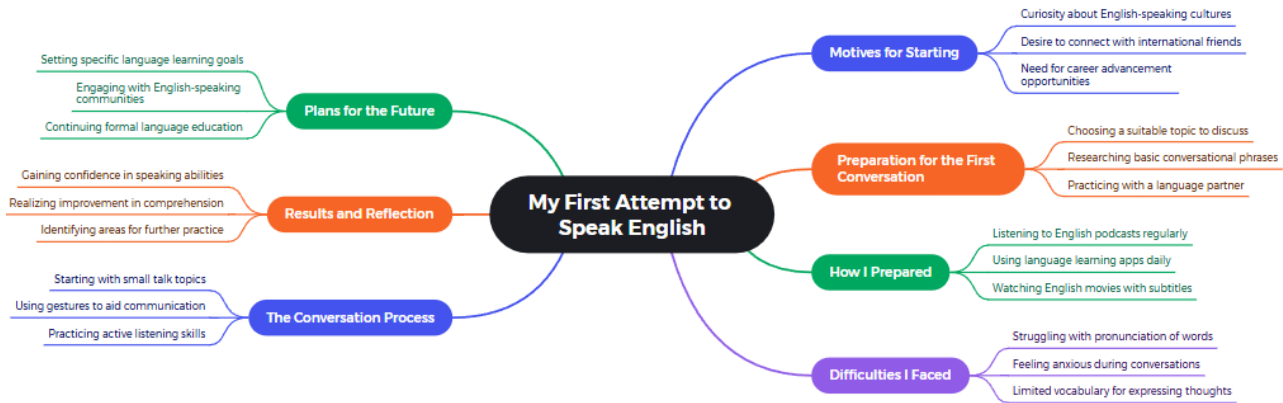 My First Attempt to
Speak English
Motives for Starting
Curiosity about English-speaking cultures
Desire to connect with international friends
Need for career advancement
opportunities
Preparation for the First
Conversation
Choosing a suitable topic to discuss
Researching basic conversational phrases
Practicing with a language partner
How I Prepared
Listening to English podcasts regularly
Using language learning apps daily
Watching English movies with subtitles
Difficulties I Faced
Struggling with pronunciation of words
Feeling anxious during conversations
Limited vocabulary for expressing thoughts
The Conversation Process
Starting with small talk topics
Using gestures to aid communication
Practicing active listening skills
Results and Reflection
Gaining confidence in speaking abilities
Realizing improvement in comprehension
Identifying areas for further practice
Plans for the Future
Setting specific language learning goals
Engaging with English-speaking
communities
Continuing formal language education